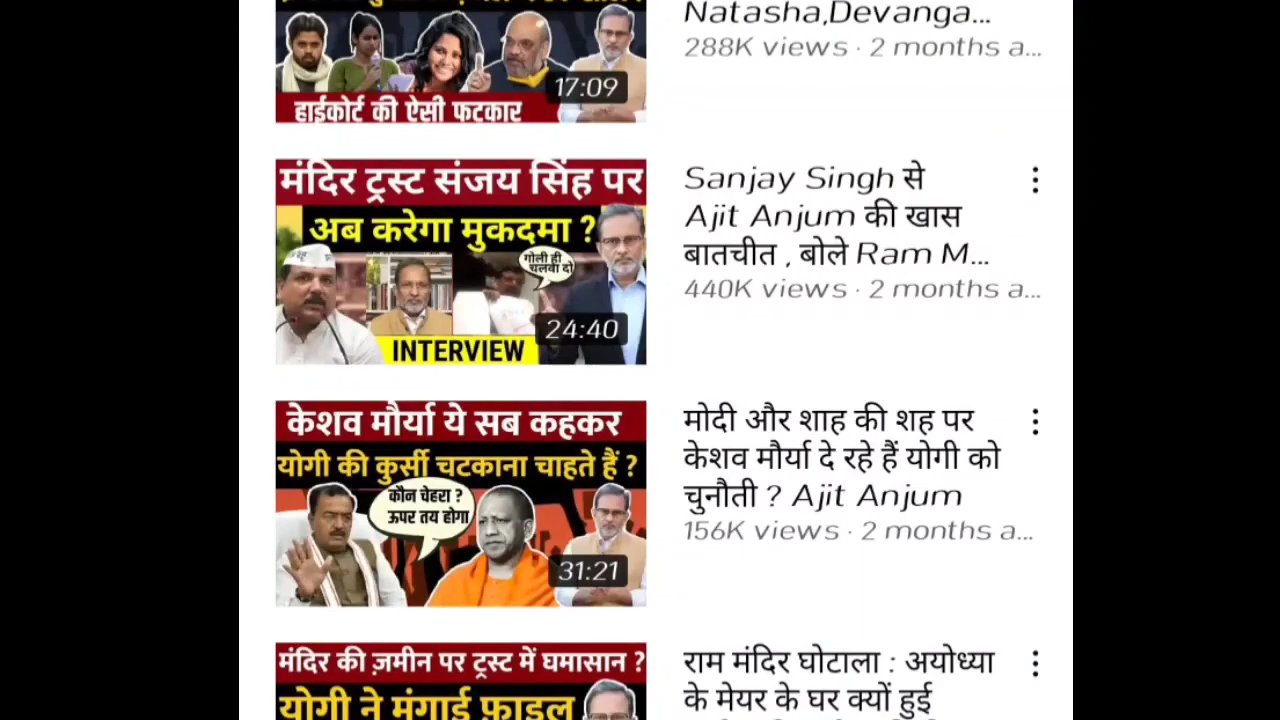 Natasha,Devanga...
288K views · 2 months a...
17:09
हाईकोर्ट की ऐसी फटकार
मंदिर ट्रस्ट संजय सिंह पर
अब करेगा मुकदमा ?
गोली ही
चलवा दो
24:40
INTERVIEW
Sanjay Singh से
Ajit Anjum की खास
बातचीत , बोले Ram M...
440K views · 2 months a...
केशव मौर्या ये सब कहकर
योगी की कुर्सी चटकाना चाहते हैं ?
कौन चेहरा ?
ऊपर तय होगा
31:21
मोदी और शाह की शह पर
केशव मौर्या दे रहे हैं योगी को
चुनौती ? Ajit Anjum
156K views · 2 months a...
मंदिर की ज़मीन पर ट्रस्ट में घमासान ?
योगी ने मंगाई फ़ाइल
राम मंदिर घोटाला : अयोध्या
के मेयर के घर क्यों हुई